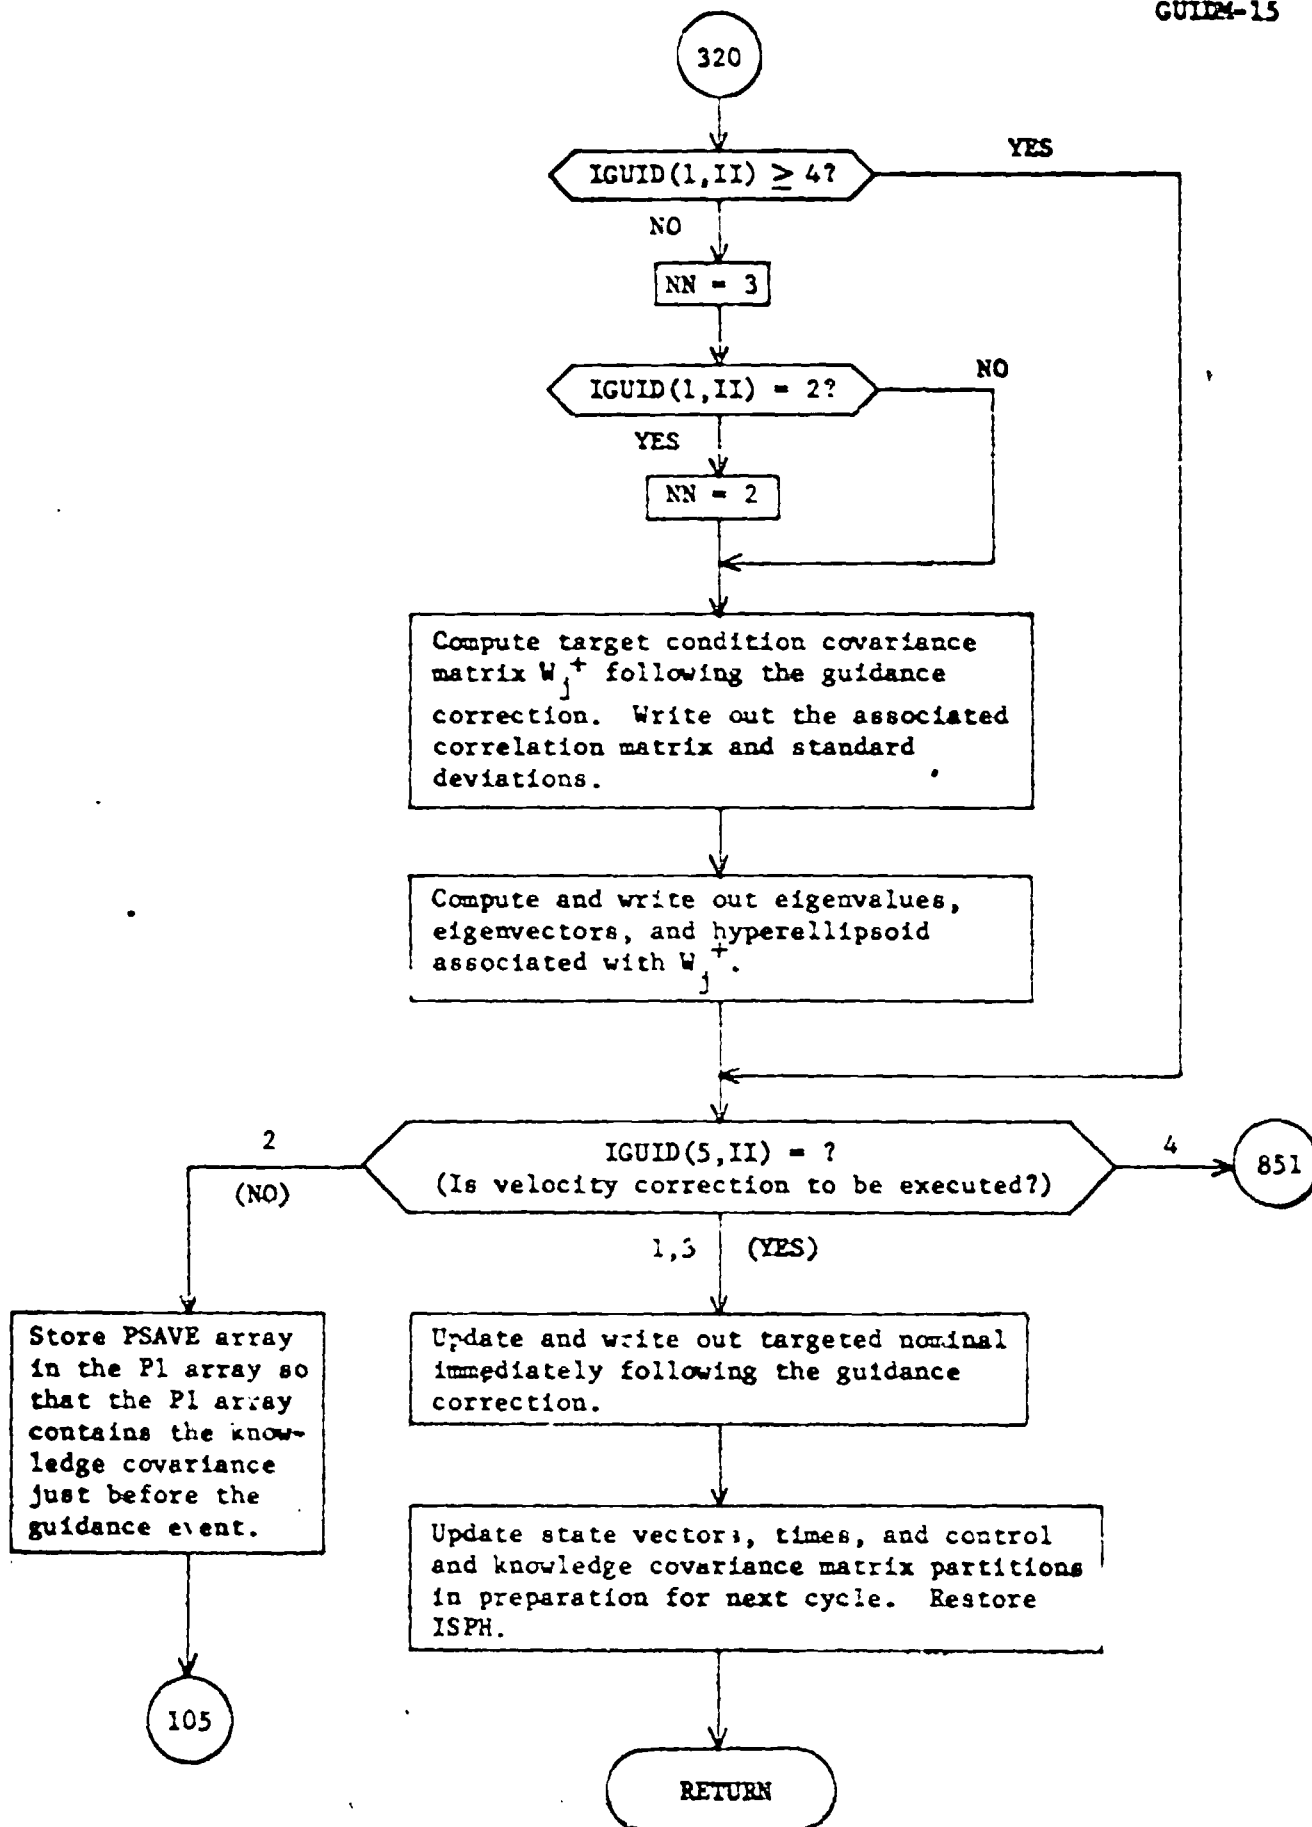 GUIDM-15
320
IGUID(1,II) ≥ 4?
YES
NO
NN = 3
IGUID(1,II) = 2?
NO
YES
NN = 2
Compute target condition covariance
matrix W_j^+ following the guidance
correction. Write out the associated
correlation matrix and standard
deviations.
Compute and write out eigenvalues,
eigenvectors, and hyperellipsoid
associated with W_j^+.
IGUID(5,II) = ?
(Is velocity correction to be executed?)
2
(NO)
4
851
1,3 (YES)
Store PSAVE array
in the P1 array so
that the P1 array
contains the know-
ledge covariance
just before the
guidance event.
105
Update and write out targeted nominal
immediately following the guidance
correction.
Update state vectors, times, and control
and knowledge covariance matrix partitions
in preparation for next cycle. Restore
ISPH.
RETURN